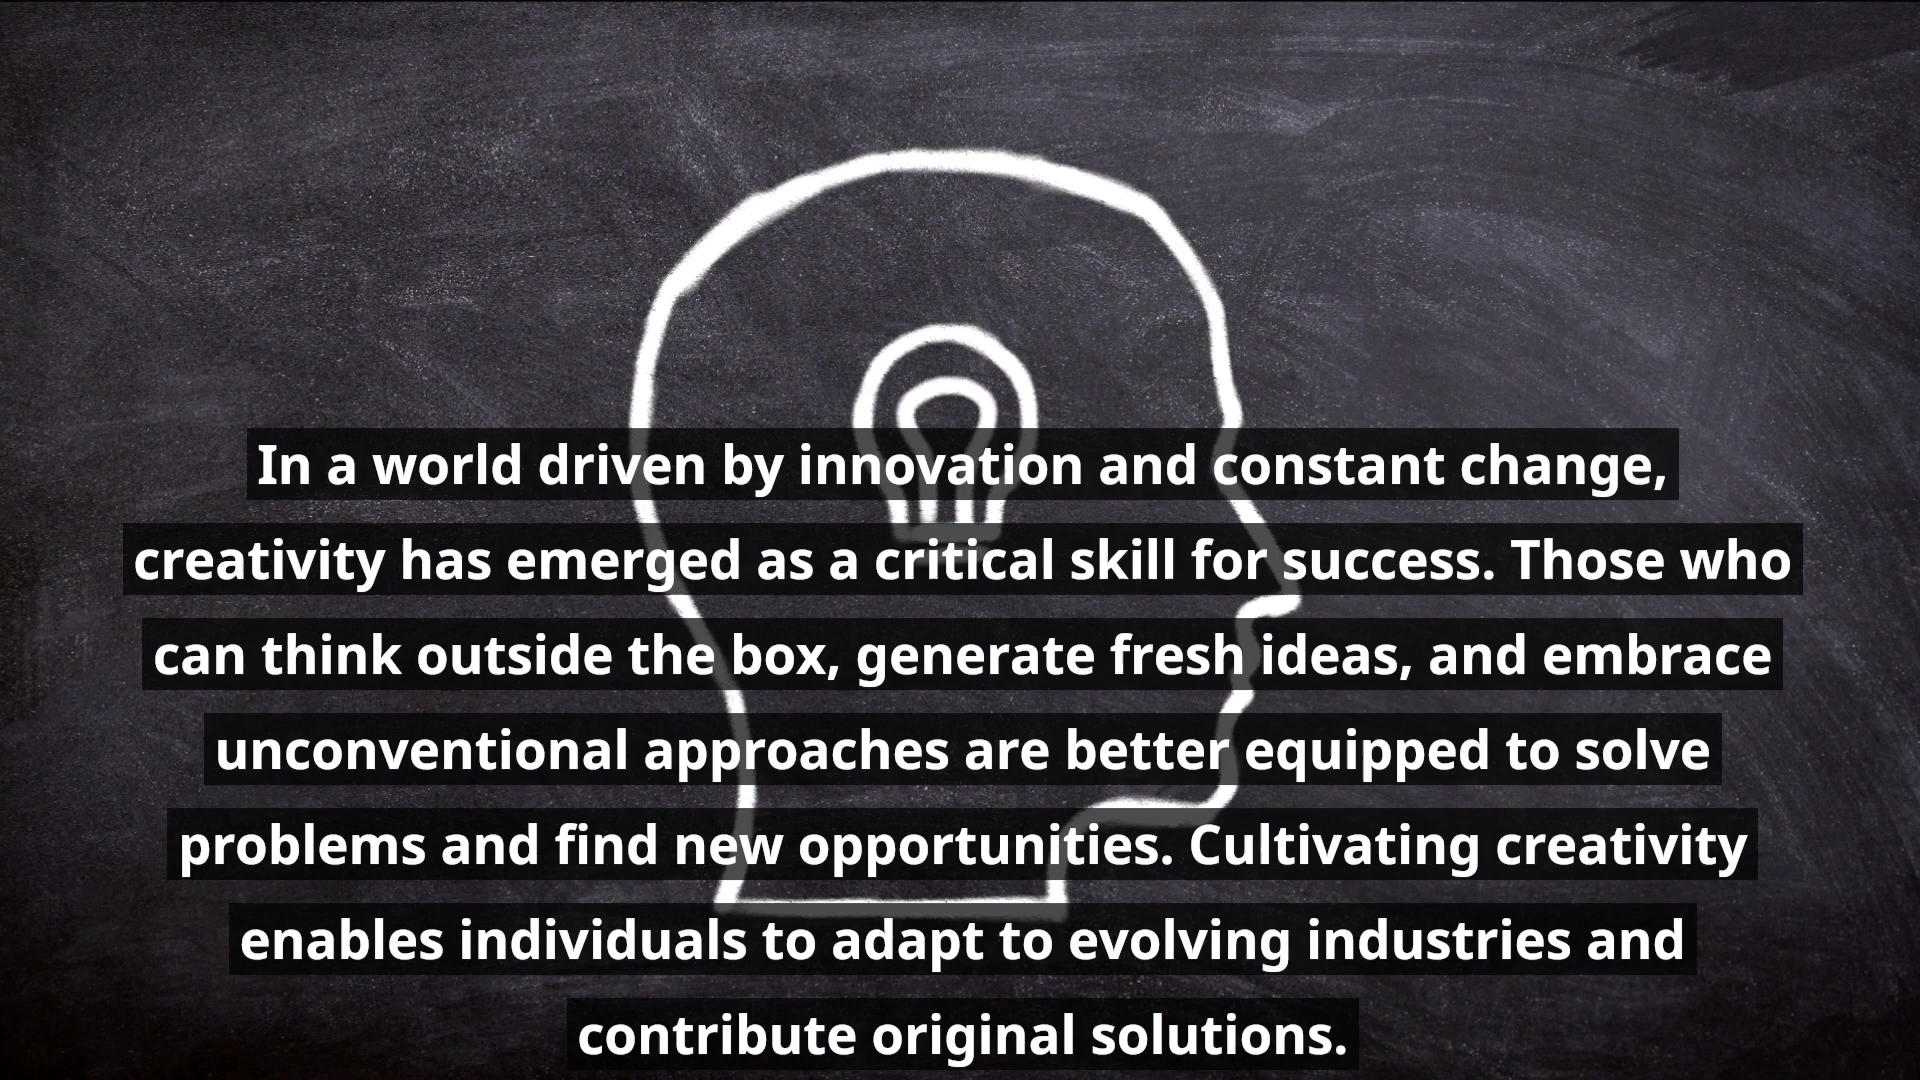 In a world driven by innovation and constant change,
creativity has emerged as a critical skill for success. Those who
can think outside the box, generate fresh ideas, and embrace
unconventional approaches are better equipped to solve
problems and find new opportunities. Cultivating creativity
enables individuals to adapt to evolving industries and
contribute original solutions.